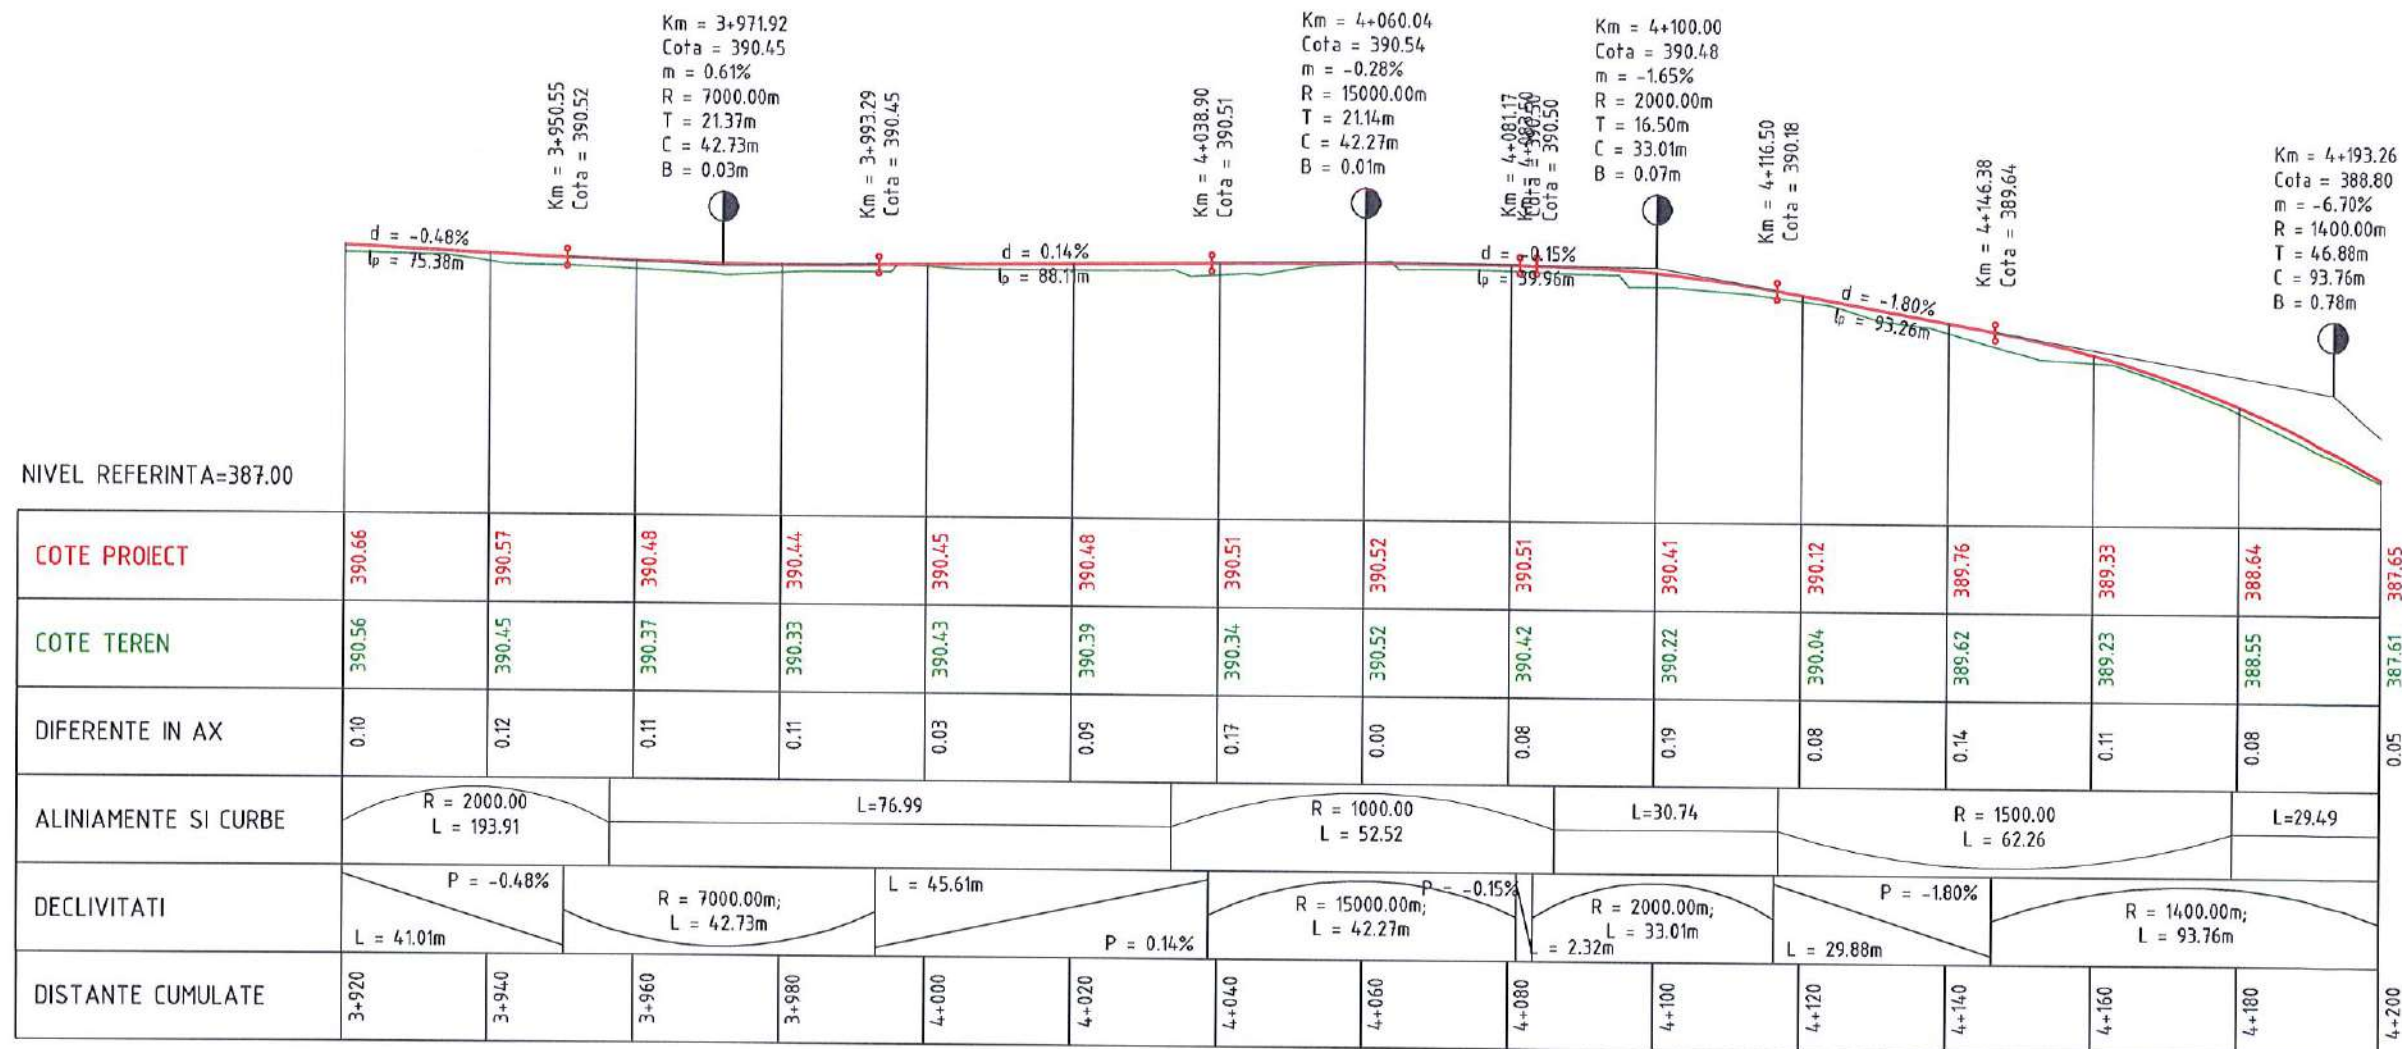 Km = 3+971.92
Cota = 390.45
m = 0.61%
R = 7000.00m
T = 21.37m
C = 42.73m
B = 0.03m
Km = 4+060.04
Cota = 390.54
m = -0.28%
R = 15000.00m
T = 21.14m
C = 42.27m
B = 0.01m
Km = 4+100.00
Cota = 390.48
m = -1.65%
R = 2000.00m
T = 16.50m
C = 33.01m
B = 0.07m
Km = 4+193.26
Cota = 388.80
m = -6.70%
R = 1400.00m
T = 46.88m
C = 93.76m
B = 0.78m
Km = 3+950.55
Cota = 390.52
Km = 3+993.29
Cota = 390.45
Km = 4+038.90
Cota = 390.51
Km = 4+081.17
Cota = 390.50
Km = 4+116.50
Cota = 390.18
Km = 4+146.38
Cota = 389.64
d = -0.48%
lp = 75.38m
d = 0.14%
lp = 88.11m
d = -0.15%
lp = 39.96m
d = -1.80%
lp = 93.26m
NIVEL REFERINTA=387.00
COTE PROIECT 390.66 390.57 390.48 390.44 390.45 390.48 390.51 390.52 390.51 390.41 390.12 389.76 389.33 388.64 387.65
COTE TEREN 390.56 390.45 390.37 390.33 390.43 390.39 390.34 390.52 390.42 390.22 390.04 389.62 389.23 388.55 387.61
DIFERENTE IN AX 0.10 0.12 0.11 0.11 0.03 0.09 0.17 0.00 0.08 0.19 0.08 0.14 0.11 0.08 0.05
ALINIAMENTE SI CURBE
R = 2000.00
L = 193.91
L=76.99
R = 1000.00
L = 52.52
L=30.74
R = 1500.00
L = 62.26
L=29.49
DECLIVITATI
P = -0.48%
L = 41.01m
R = 7000.00m;
L = 42.73m
L = 45.61m
P = 0.14%
R = 15000.00m;
L = 42.27m
P = -0.15%
L = 2.32m
R = 2000.00m;
L = 33.01m
P = -1.80%
L = 29.88m
R = 1400.00m;
L = 93.76m
DISTANTE CUMULATE 3+920 3+940 3+960 3+980 4+000 4+020 4+040 4+060 4+080 4+100 4+120 4+140 4+160 4+180 4+200